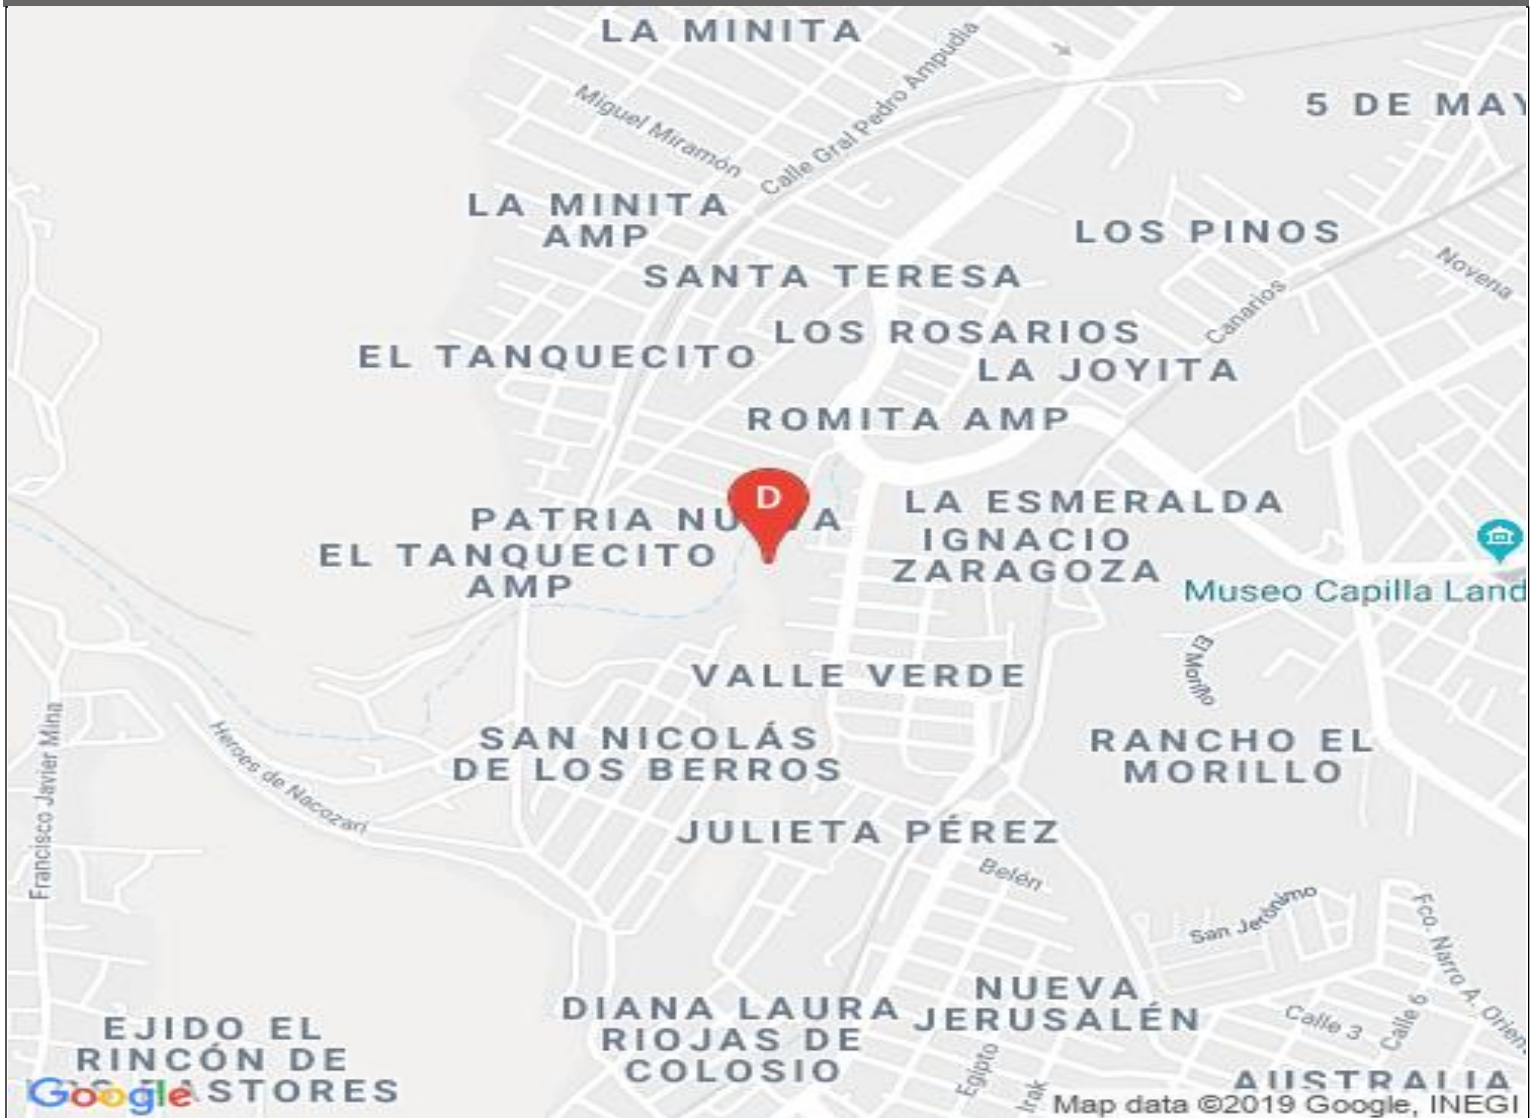 LA MINITA
Calle Gral Pedro Ampudia
Miguel Miramón
5 DE MAY
LA MINITA
AMP
LOS PINOS
Novena
SANTA TERESA
Canarios
LOS ROSARIOS
EL TANQUECITO
LA JOYITA
ROMITA AMP
D
LA ESMERALDA
PATRIA NU A
IGNACIO
ZARAGOZA
EL TANQUECITO
AMP
Museo Capilla Land
El Morillo
VALLE VERDE
Francisco Javier Mina
Heroes de Nacozari
SAN NICOLÁS
DE LOS BERROS
RANCHO EL
MORILLO
JULIETA PÉREZ
Belén
San Jerónimo
Fco. Narro A. Orien
NUEVA
JERUSALÉN
DIANA LAURA
RIOJAS DE
COLOSIO
Calle 3
Calle 6
EJIDO EL
RINCÓN DE
ASTORES
Egipto
Irak
AUSTRALIA
Google
Map data ©2019 Google, INEGI